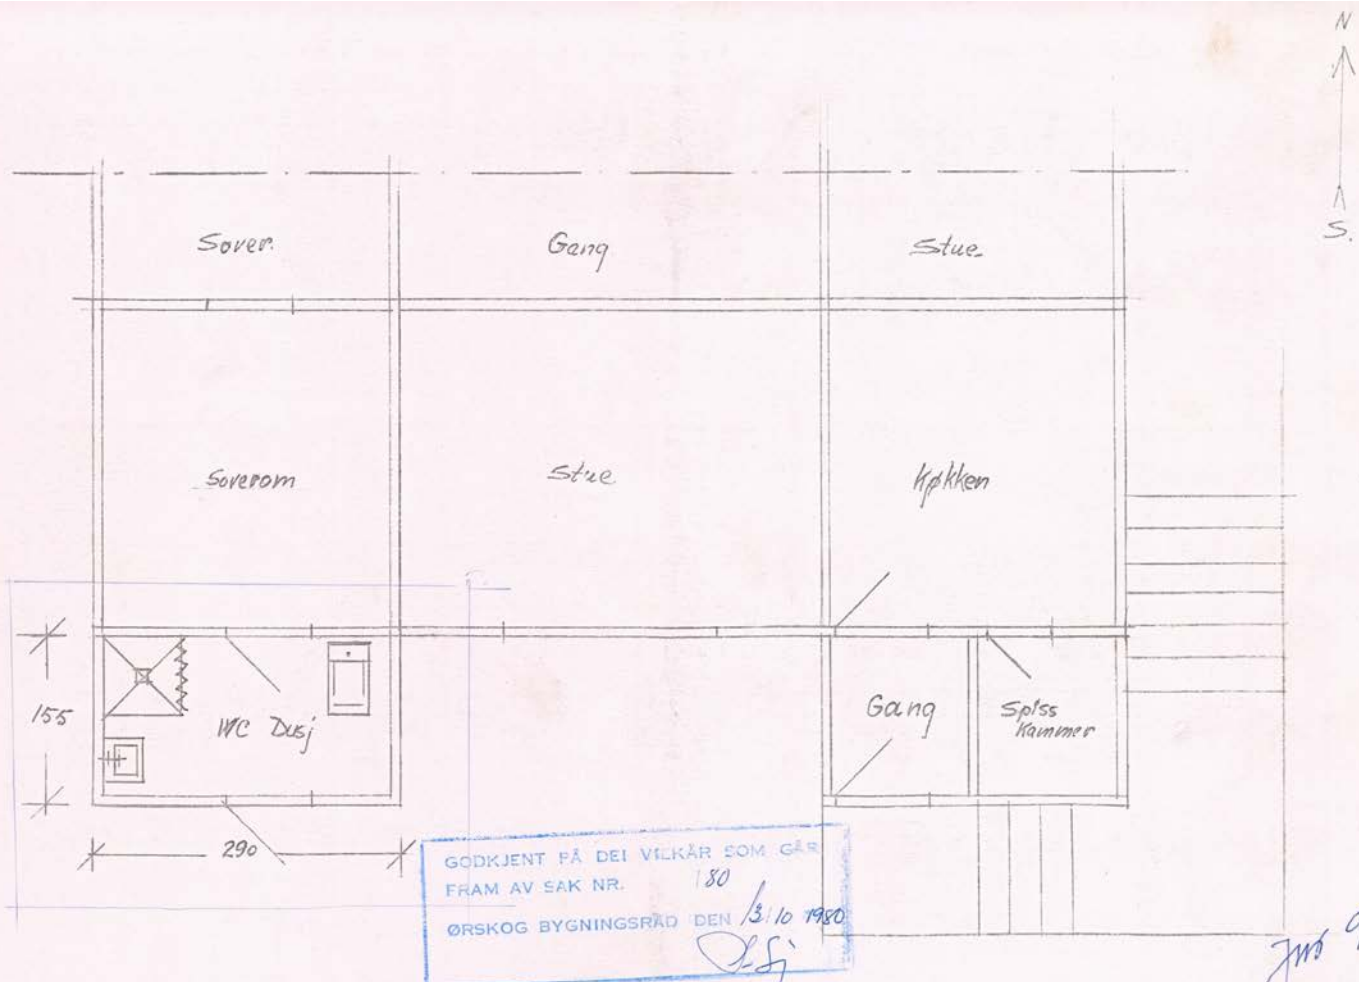 N
S.
Sover.
Gang
Stue
Soverom
Stue
Køkken
155
WC Dusj
Gang
Spiss
Kammer
290
GODKJENT PÅ DEI VILKÅR SOM GÅR
FRAM AV SAK NR. 180
ØRSKOG BYGNINGSRÅD DEN 13/10 1980